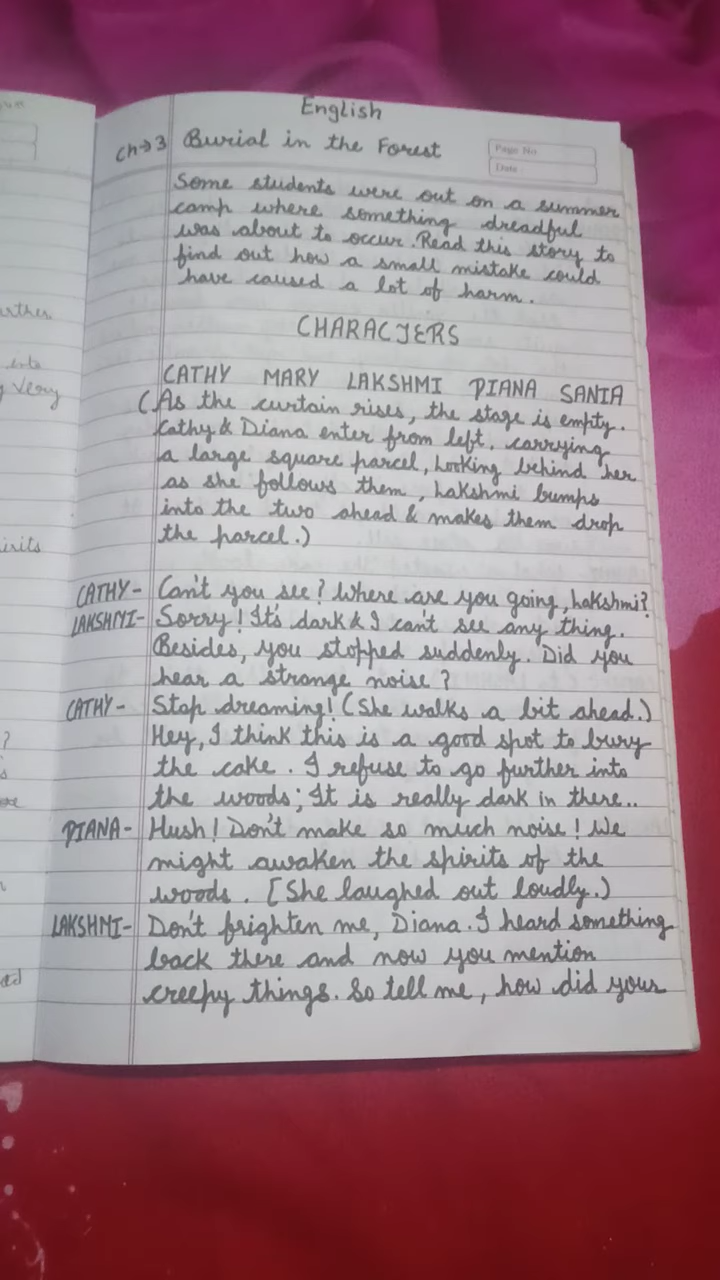 English
Ch→3 Burial in the Forest
Page No
Date
Some students were out on a summer
camp where something dreadful
was about to occur. Read this story to
find out how a small mistake could
have caused a lot of harm.
CHARACTERS
CATHY MARY LAKSHMI DIANA SANIA
(As the curtain rises, the stage is empty.
Cathy & Diana enter from left, carrying
a large square parcel, Looking behind her
as she follows them, Lakshmi bumps
into the two ahead & makes them drop
the parcel.)
CATHY- Can't you see? Where are you going, Lakshmi?
LAKSHMI- Sorry! It's dark & I can't see any thing.
Besides, you stopped suddenly. Did you
hear a strange noise?
CATHY- Stop dreaming! (She walks a bit ahead.)
Hey, I think this is a good spot to bury
the cake. I refuse to go further into
the woods; It is really dark in there..
DIANA- Hush! Don't make so much noise! We
might awaken the spirits of the
woods. [She laughed out loudly.)
LAKSHMI- Don't frighten me, Diana. I heard something
back there and now you mention
creepy things. So tell me, how did your
very